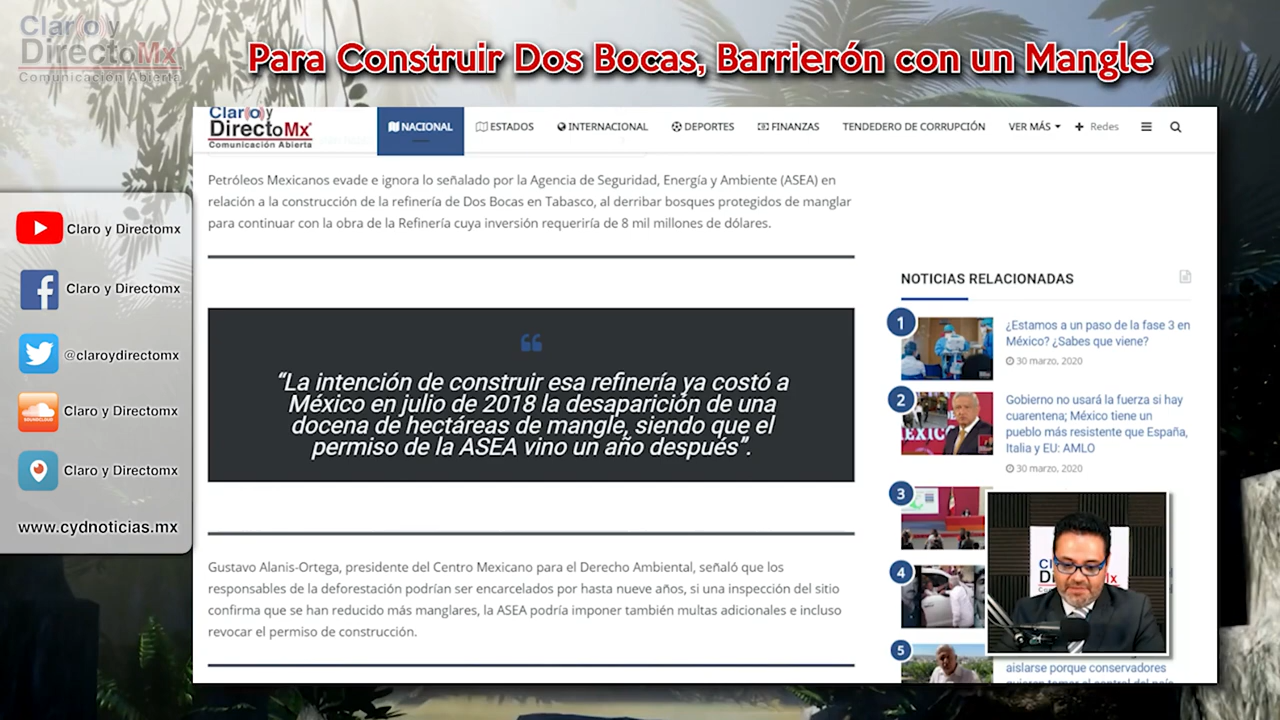 Claro y
DirectoMx
Comunicación Abierta
Para Construir Dos Bocas, Barrierón con un Mangle
Claro y
DirectoMx
Comunicación Abierta
NACIONAL
ESTADOS
INTERNACIONAL
DEPORTES
FINANZAS
TENDEDERO DE CORRUPCIÓN
VER MÁS
Redes
Petróleos Mexicanos evade e ignora lo señalado por la Agencia de Seguridad, Energía y Ambiente (ASEA) en
relación a la construcción de la refinería de Dos Bocas en Tabasco, al derribar bosques protegidos de manglar
para continuar con la obra de la Refinería cuya inversión requeriría de 8 mil millones de dólares.
“La intención de construir esa refinería ya costó a
México en julio de 2018 la desaparición de una
docena de hectáreas de mangle, siendo que el
permiso de la ASEA vino un año después”.
Gustavo Alanis-Ortega, presidente del Centro Mexicano para el Derecho Ambiental, señaló que los
responsables de la deforestación podrían ser encarcelados por hasta nueve años, si una inspección del sitio
confirma que se han reducido más manglares, la ASEA podría imponer también multas adicionales e incluso
revocar el permiso de construcción.
NOTICIAS RELACIONADAS
1
¿Estamos a un paso de la fase 3 en
México? ¿Sabes que viene?
30 marzo, 2020
2
Gobierno no usará la fuerza si hay
cuarentena; México tiene un
pueblo más resistente que España,
Italia y EU: AMLO
30 marzo, 2020
3
4
5
aislarse porque conservadores
Claro y Directomx
Claro y Directomx
@claroydirectomx
SOUNDCLOUD
Claro y Directomx
Claro y Directomx
www.cydnoticias.mx